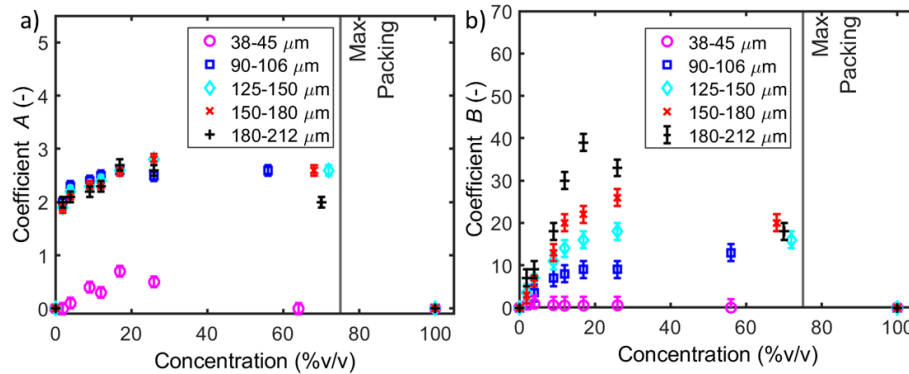 a)
Coefficient A (-)
5
4
3
2
1
0
38-45 μm
90-106 μm
125-150 μm
150-180 μm
180-212 μm
Max
Packing
0 20 40 60 80 100
Concentration (%v/v)
b)
Coefficient B (-)
70
60
50
40
30
20
10
0
38-45 μm
90-106 μm
125-150 μm
150-180 μm
180-212 μm
Max
Packing
0 20 40 60 80 100
Concentration (%v/v)